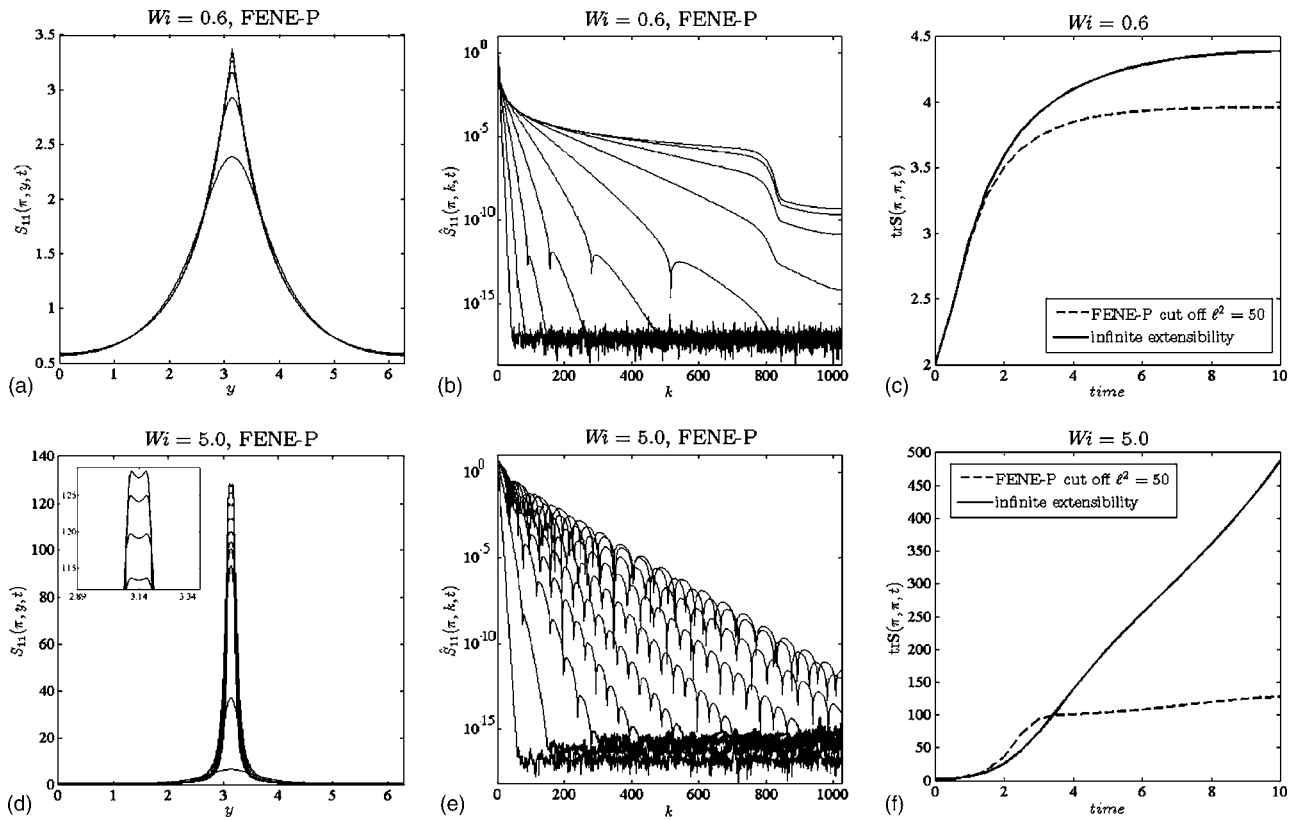 Wi = 0.6, FENE-P
3.5
3
2.5
2
1.5
1
0.5
0 1 2 3 4 5 6
S₁₁(π, y, t)
y
(a)
Wi = 0.6, FENE-P
10⁰
10⁻⁵
10⁻¹⁰
10⁻¹⁵
0 200 400 600 800 1000
Ŝ₁₁(π, k, t)
k
(b)
Wi = 0.6
4.5
4
3.5
3
2.5
2
0 2 4 6 8 10
trS(π, π, t)
time
FENE-P cut off ℓ² = 50
infinite extensibility
(c)
Wi = 5.0, FENE-P
140
120
100
80
60
40
20
0
0 1 2 3 4 5 6
125
120
115
2.89 3.14 3.34
S₁₁(π, y, t)
y
(d)
Wi = 5.0, FENE-P
10⁰
10⁻⁵
10⁻¹⁰
10⁻¹⁵
0 200 400 600 800 1000
Ŝ₁₁(π, k, t)
k
(e)
Wi = 5.0
500
450
400
350
300
250
200
150
100
50
0
0 2 4 6 8 10
trS(π, π, t)
time
FENE-P cut off ℓ² = 50
infinite extensibility
(f)